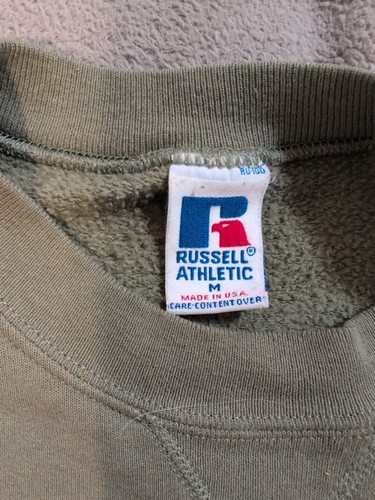 RU-100
RUSSELL®
ATHLETIC
M
MADE IN U.S.A.
CARE-CONTENT OVER